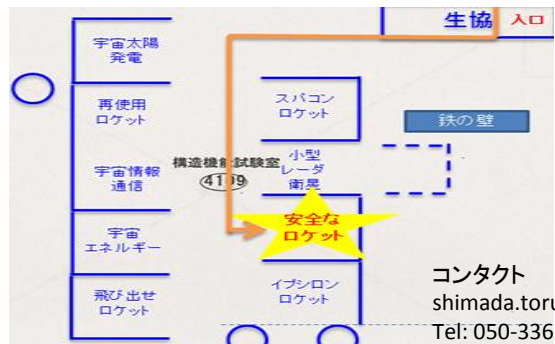 生協
入口
宇宙太陽
発電
再使用
ロケット
スパコン
ロケット
鉄の壁
宇宙情報
通信
構造機能試験室
4109
小型
レーダ
衛星
安全な
ロケット
宇宙
エネルギー
飛び出せ
ロケット
イプシロン
ロケット
コンタクト
shimada.toru
Tel: 050-336